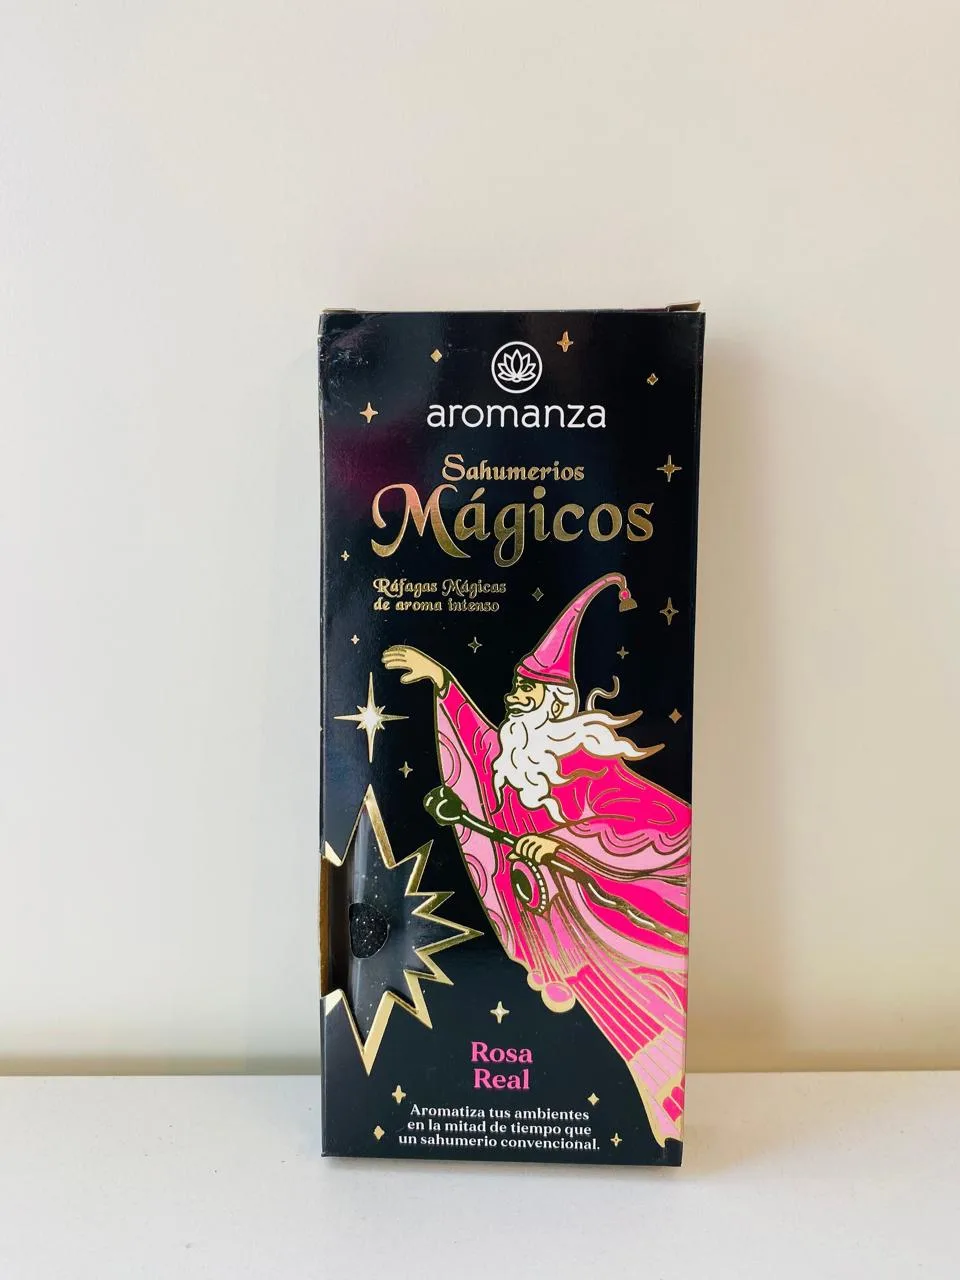 aromanza
Sahumerios
Mágicos
Ráfagas Mágicas
de aroma intenso
Rosa
Real
Aromatiza tus ambientes
en la mitad de tiempo que
un sahumerio convencional.